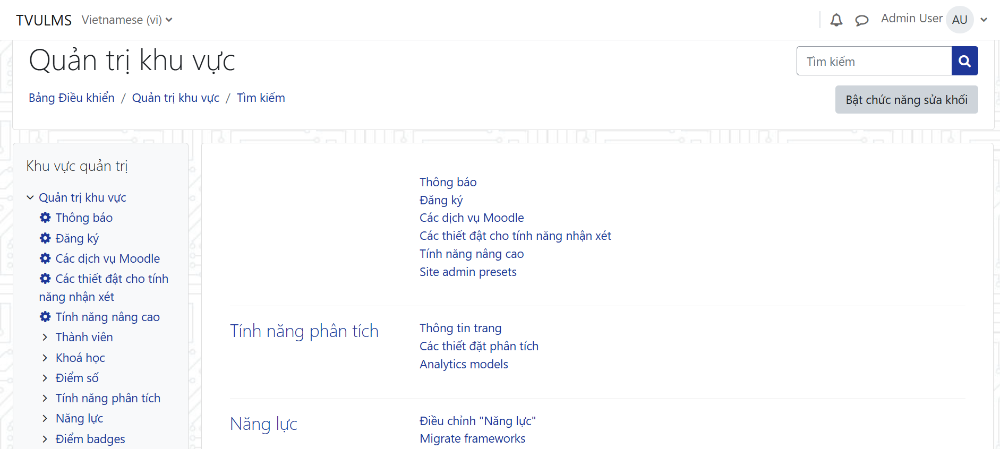 TVULMS Vietnamese (vi) Admin User AU
Quản trị khu vực
Tìm kiếm
Bảng Điều khiển / Quản trị khu vực / Tìm kiếm
Bật chức năng sửa khối
Khu vực quản trị
Quản trị khu vực
Thông báo
Đăng ký
Các dịch vụ Moodle
Các thiết đặt cho tính
năng nhận xét
Tính năng nâng cao
Thành viên
Khoá học
Điểm số
Tính năng phân tích
Năng lực
Điểm badges
Thông báo
Đăng ký
Các dịch vụ Moodle
Các thiết đặt cho tính năng nhận xét
Tính năng nâng cao
Site admin presets
Tính năng phân tích
Thông tin trang
Các thiết đặt phân tích
Analytics models
Năng lực
Điều chỉnh "Năng lực"
Migrate frameworks